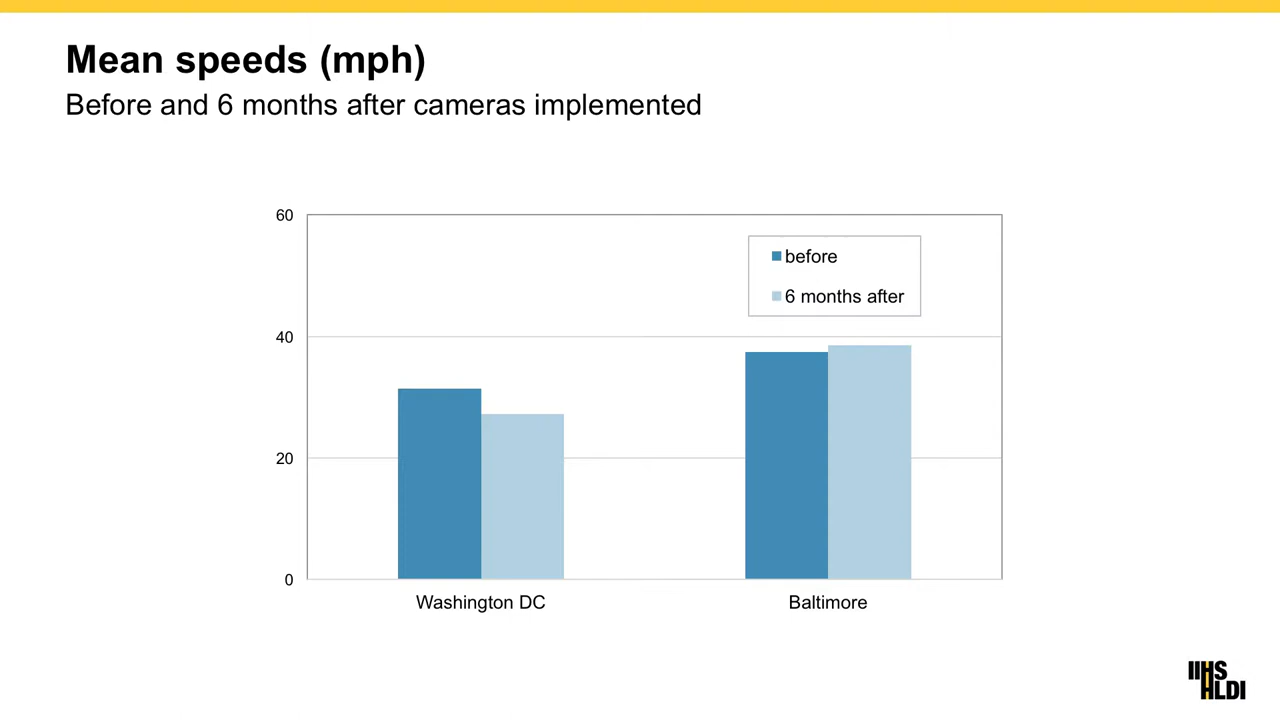 Mean speeds (mph)
Before and 6 months after cameras implemented
60
before
6 months after
40
20
0
Washington DC
Baltimore
IIHS
HLDI